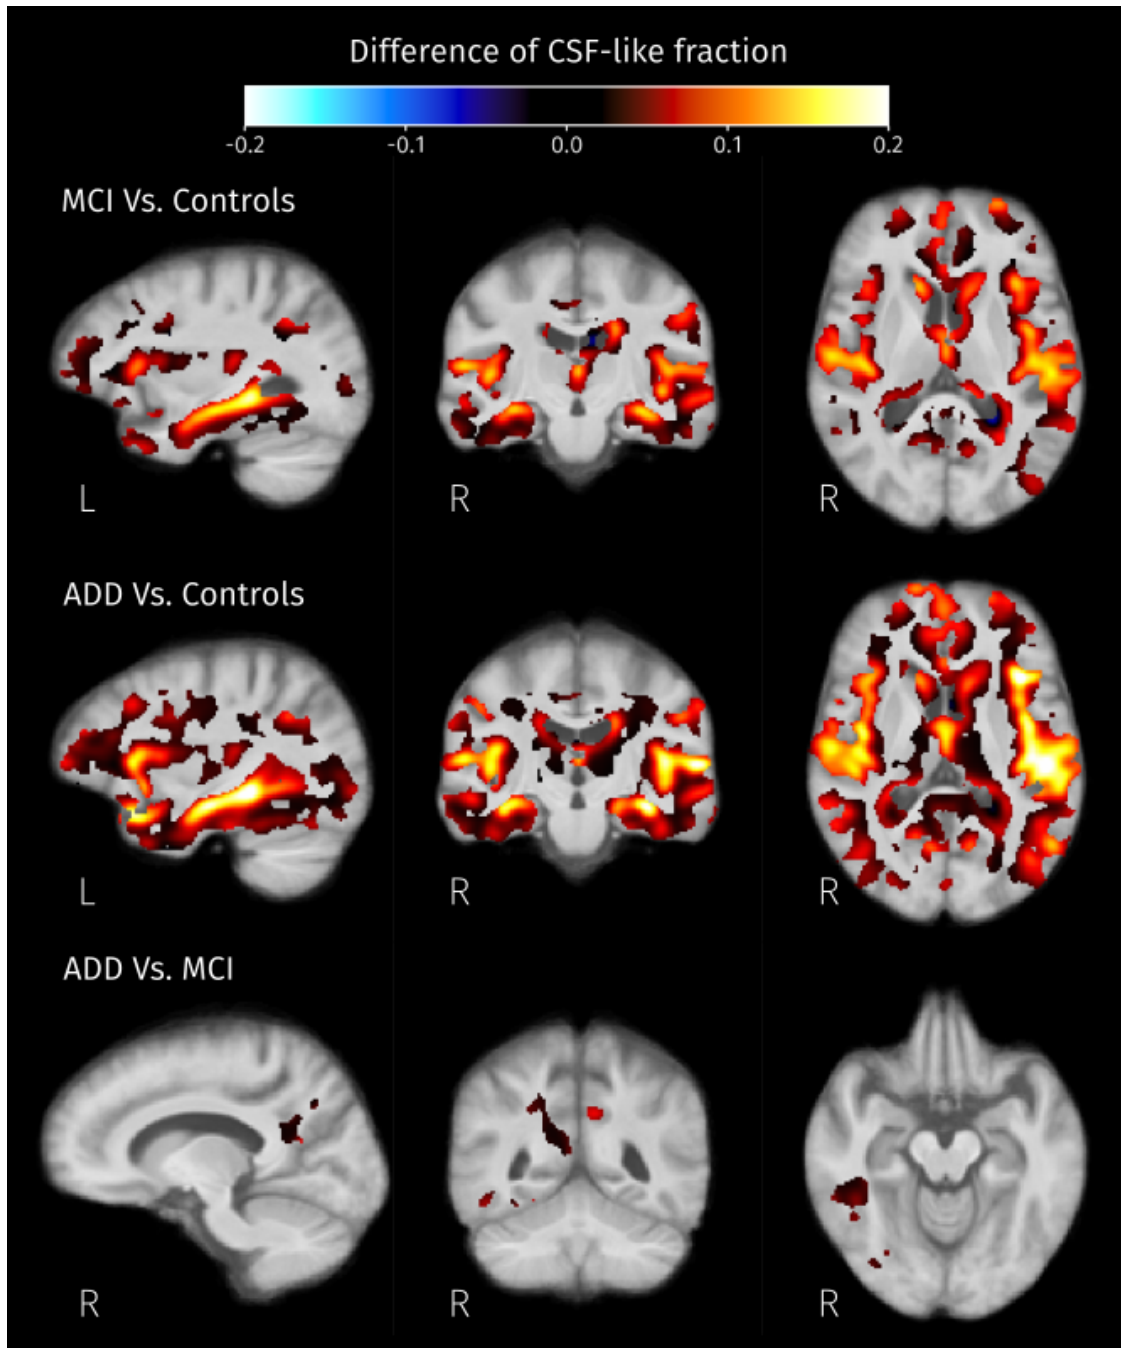 Difference of CSF-like fraction
-0.2 -0.1 0.0 0.1 0.2
MCI Vs. Controls
L R R
ADD Vs. Controls
L R R
ADD Vs. MCI
R R R